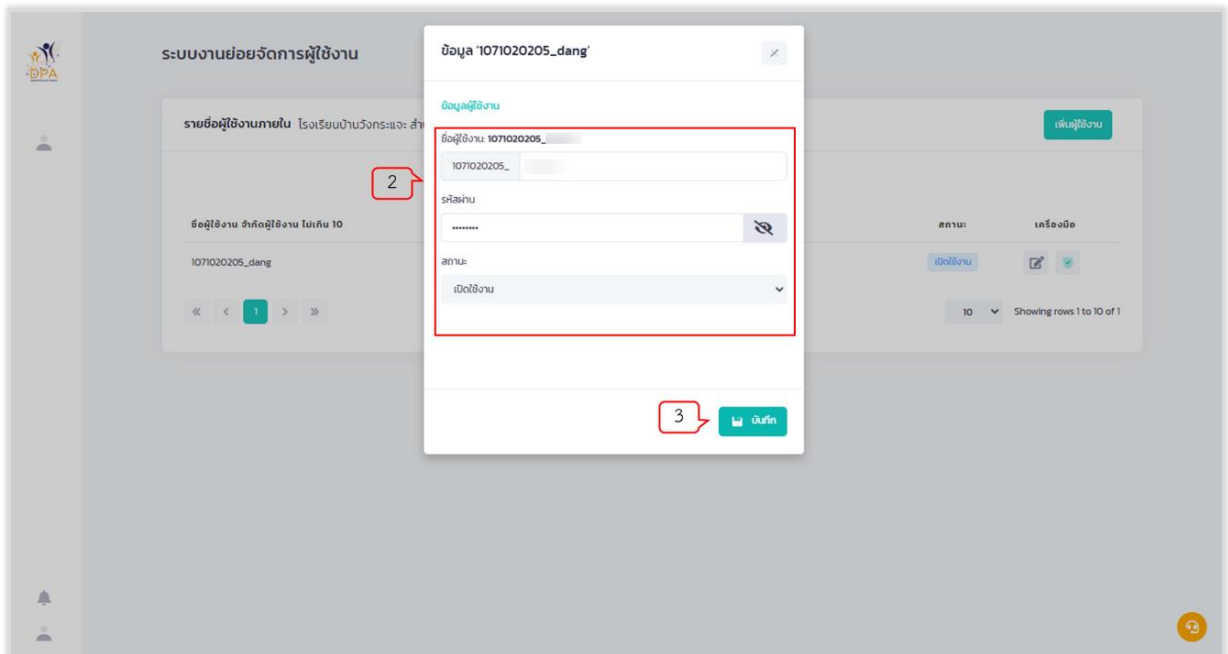 DPA
ระบบงานย่อยจัดการผู้ใช้งาน
รายชื่อผู้ใช้งานภายใน โรงเรียนบ้านวังกระแจะ
เพิ่มผู้ใช้งาน
ชื่อผู้ใช้งาน จำกัดผู้ใช้งาน ไม่เกิน 10
สถานะ
เครื่องมือ
1071020205_dang
เปิดใช้งาน
« < 1 > »
10
Showing rows 1 to 10 of 1
ข้อมูล '1071020205_dang'
ข้อมูลผู้ใช้งาน
2
ชื่อผู้ใช้งาน: 1071020205_
1071020205_
รหัสผ่าน
••••••••
สถานะ
เปิดใช้งาน
3
บันทึก